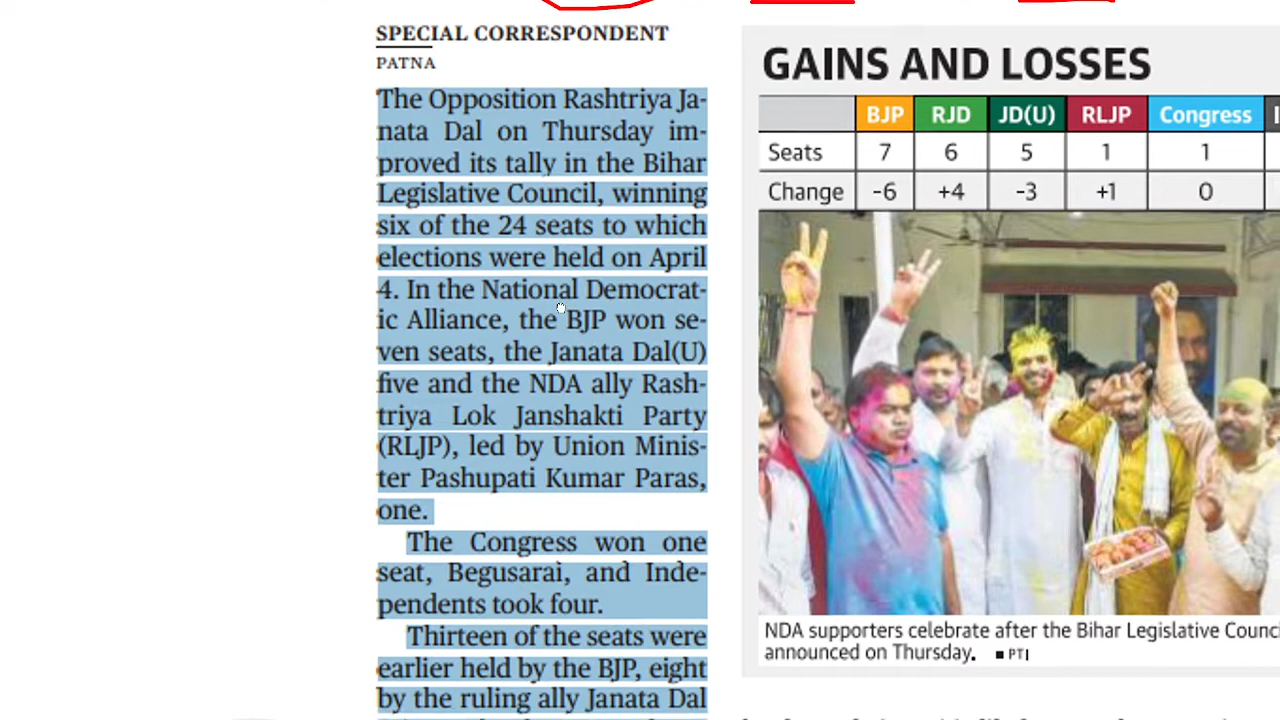 SPECIAL CORRESPONDENT
PATNA
The Opposition Rashtriya Ja-
nata Dal on Thursday im-
proved its tally in the Bihar
Legislative Council, winning
six of the 24 seats to which
elections were held on April
4. In the National Democrat-
ic Alliance, the BJP won se-
ven seats, the Janata Dal(U)
five and the NDA ally Rash-
triya Lok Janshakti Party
(RLJP), led by Union Minis-
ter Pashupati Kumar Paras,
one.
The Congress won one
seat, Begusarai, and Inde-
pendents took four.
Thirteen of the seats were
earlier held by the BJP, eight
by the ruling ally Janata Dal
GAINS AND LOSSES
BJP RJD JD(U) RLJP Congress
Seats 7 6 5 1 1
Change -6 +4 -3 +1 0
NDA supporters celebrate after the Bihar Legislative Counci
announced on Thursday. ■ PTI